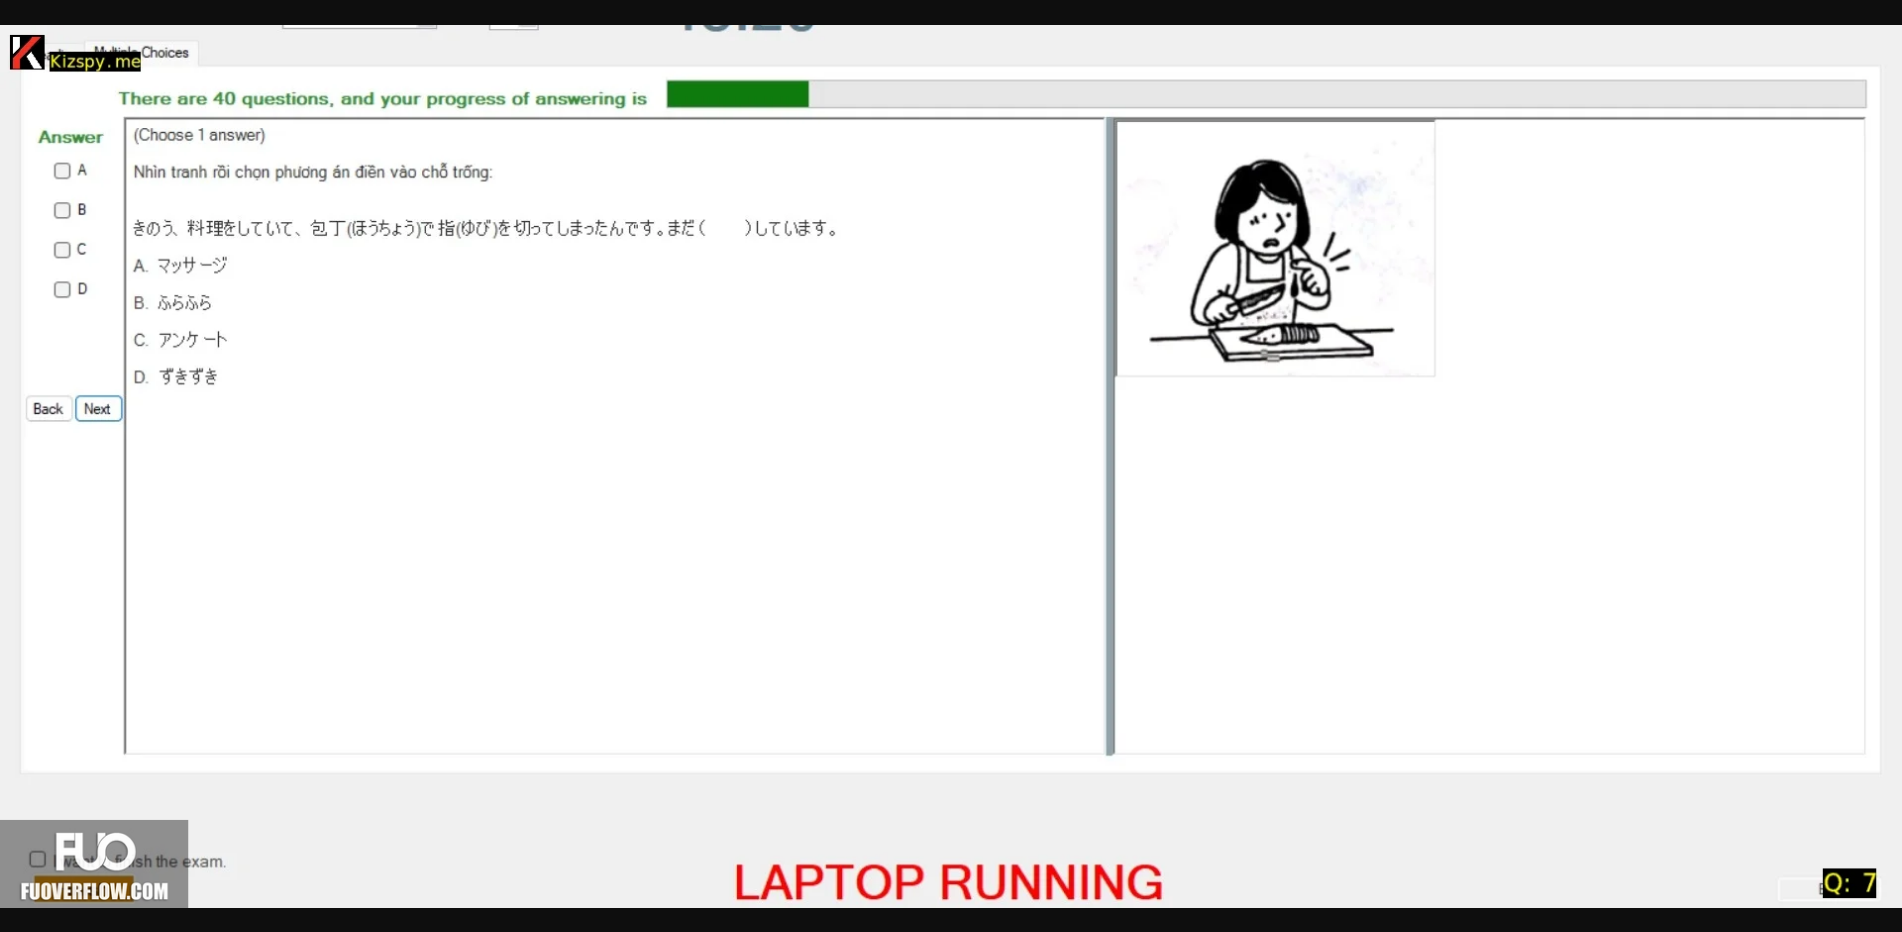 Multiple Choices
Kizspy.me
There are 40 questions, and your progress of answering is
Answer
(Choose 1 answer)
A
Nhìn tranh rồi chọn phương án điền vào chỗ trống:
B
きのう、料理をしていて、包丁(ほうちょう)で指(ゆび)を切ってしまったんです。まだ(　　)しています。
C
A. マッサージ
D
B. ふらふら
C. アンケート
D. ずきずき
Back Next
FUO
finish the exam.
FUOVERFLOW.COM
LAPTOP RUNNING
Q: 7